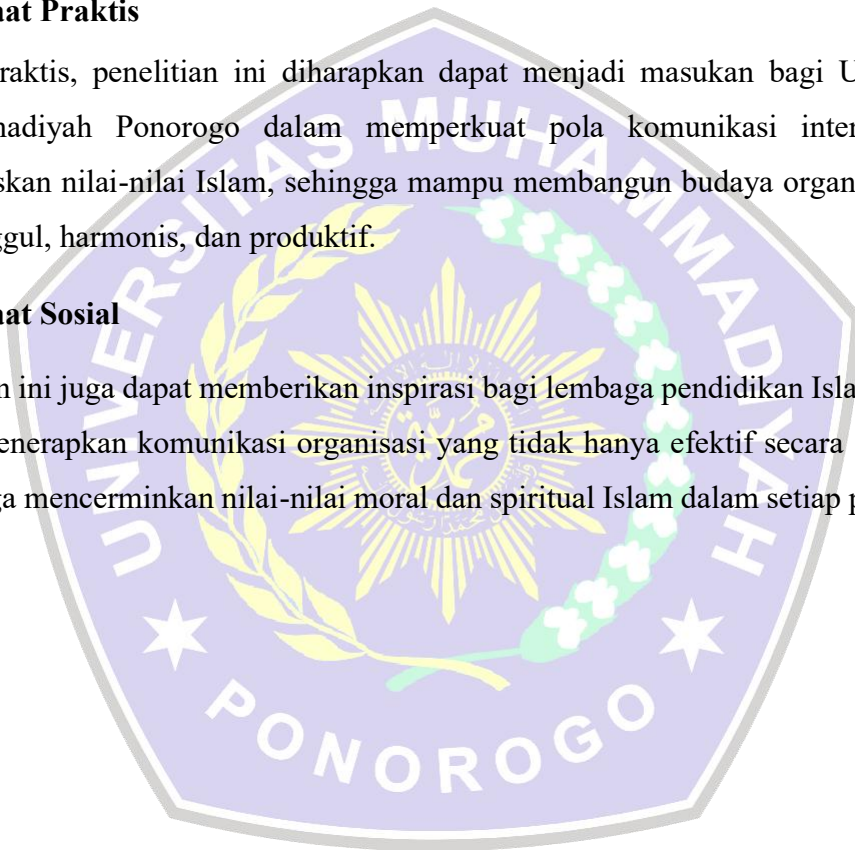 aat Praktis
raktis, penelitian ini diharapkan dapat menjadi masukan bagi U
nadiyah Ponorogo dalam memperkuat pola komunikasi inter
skan nilai-nilai Islam, sehingga mampu membangun budaya organ
ggul, harmonis, dan produktif.
aat Sosial
n ini juga dapat memberikan inspirasi bagi lembaga pendidikan Isla
enerapkan komunikasi organisasi yang tidak hanya efektif secara
ga mencerminkan nilai-nilai moral dan spiritual Islam dalam setiap p
UNIVERSITAS MUHAMMADIYAH
PONOROGO